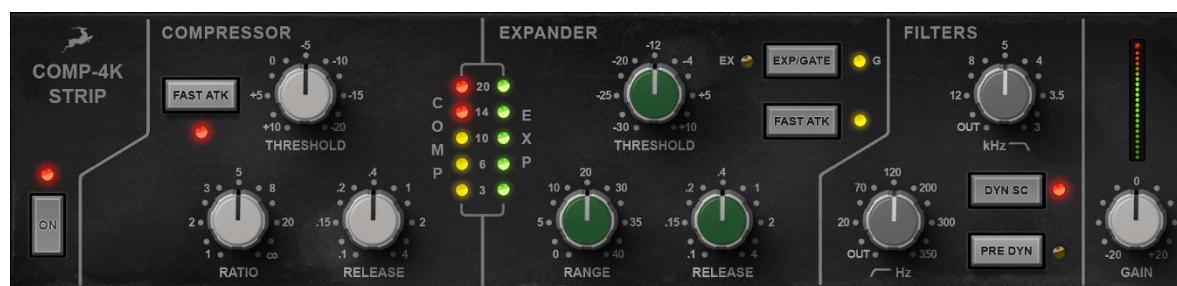 COMP-4K
STRIP
ON
COMPRESSOR
FAST ATK
+10
+5
0
-5
-10
-15
-20
THRESHOLD
1
2
3
5
8
20
∞
RATIO
.1
.15
.2
.4
1
2
4
RELEASE
COMP
20
14
10
6
3
EXP
EXPANDER
-30
-25
-20
-12
-4
+5
+10
THRESHOLD
EX
EXP/GATE
G
FAST ATK
0
5
10
20
30
35
40
RANGE
.1
.15
.2
.4
1
2
4
RELEASE
FILTERS
OUT
12
8
5
4
3.5
3
kHz
OUT
20
70
120
200
300
350
Hz
DYN SC
PRE DYN
0
-20
+20
GAIN